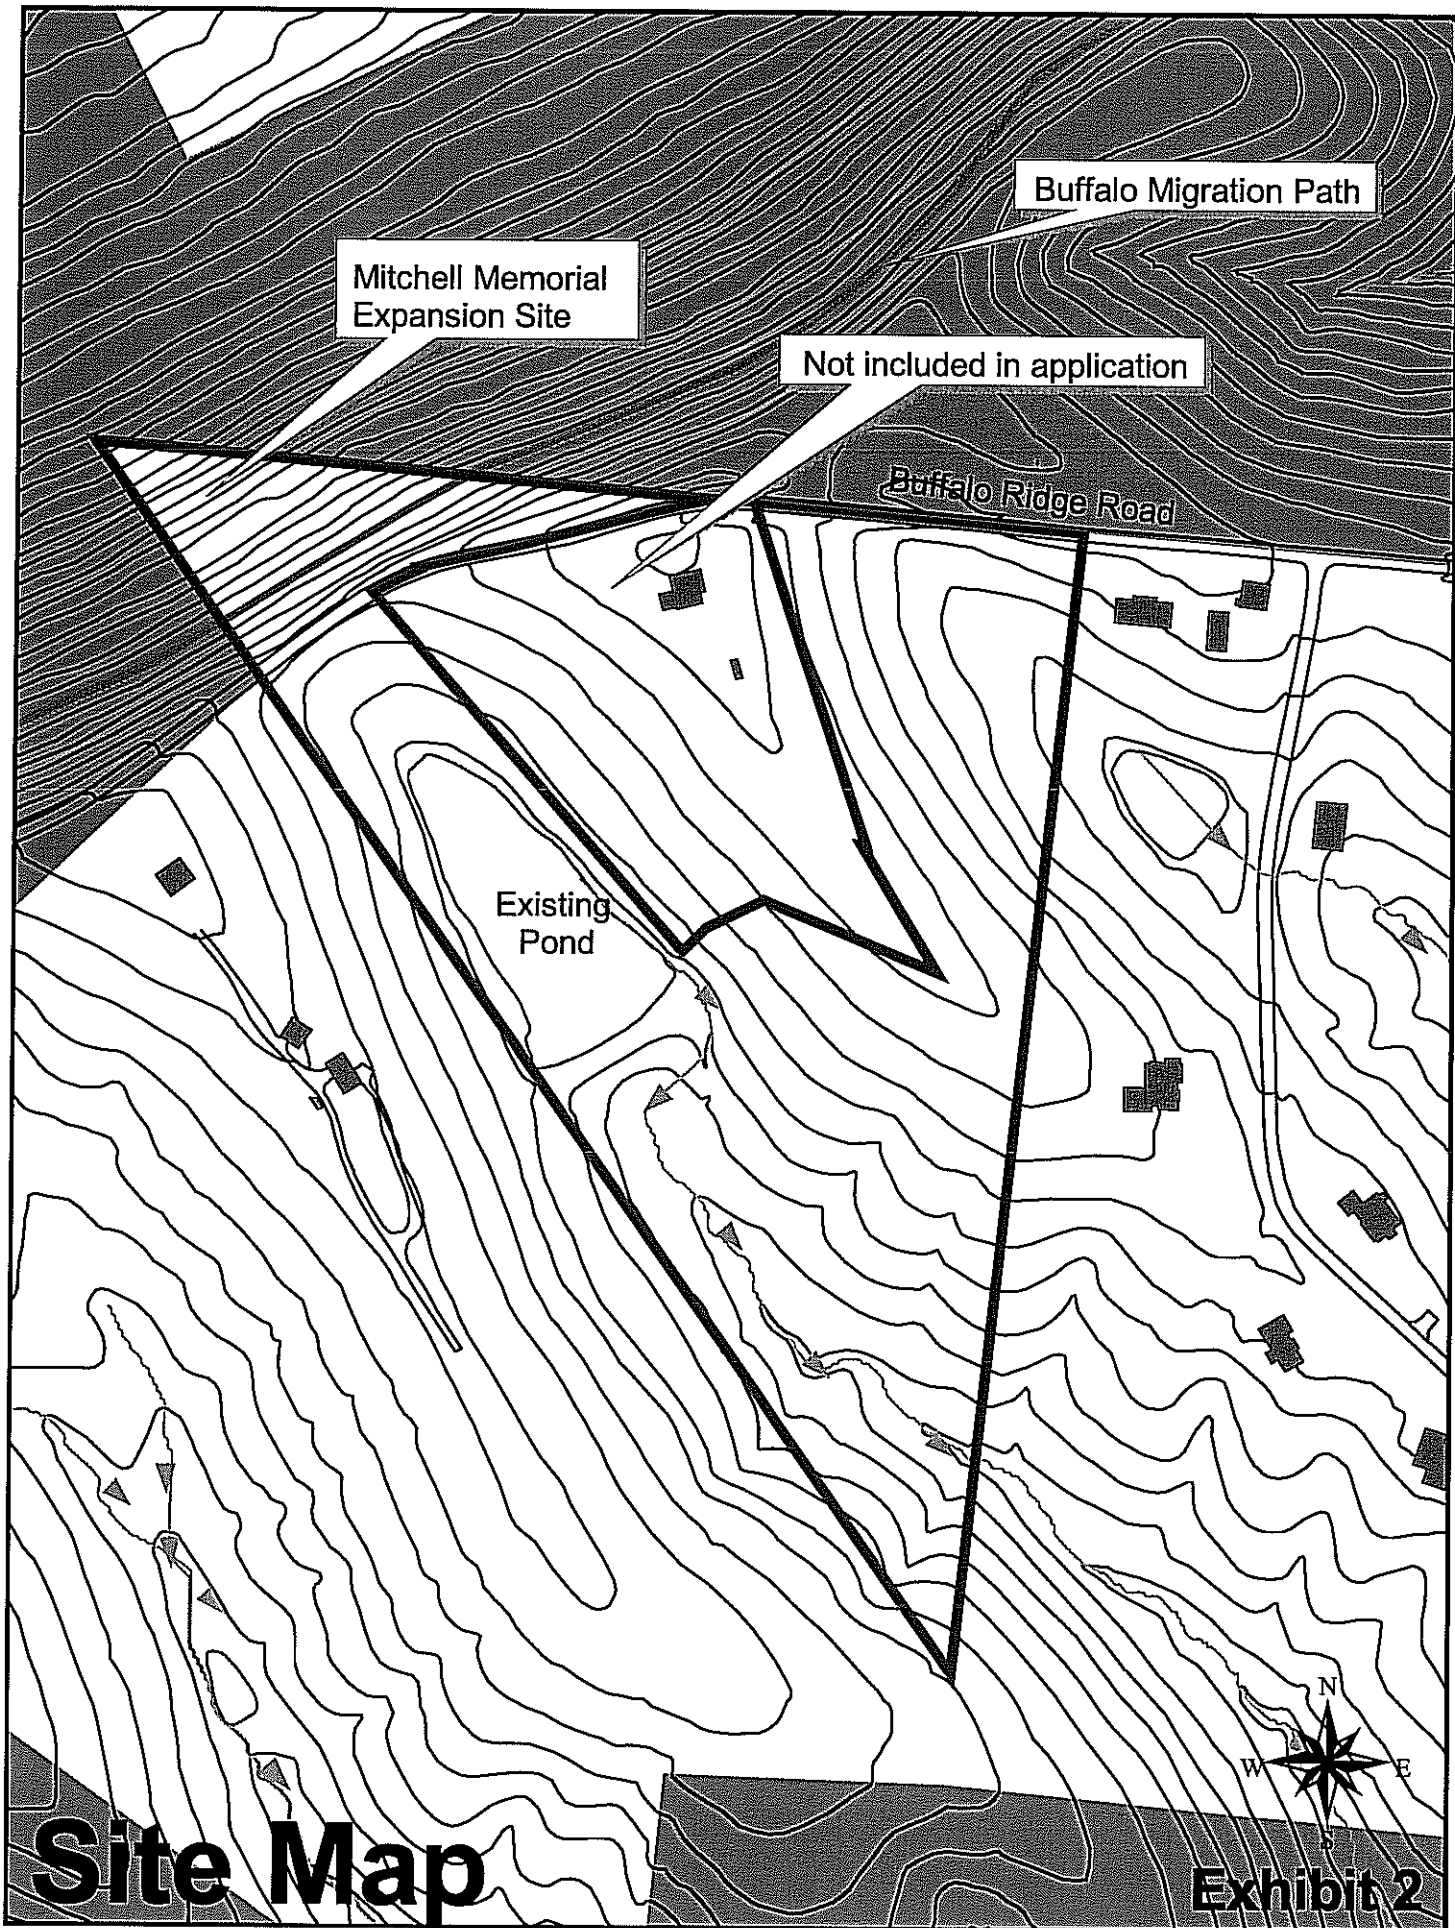 Buffalo Migration Path
Mitchell Memorial
Expansion Site
Not included in application
Buffalo Ridge Road
Existing
Pond
N
W
E
S
Site Map
Exhibit 2